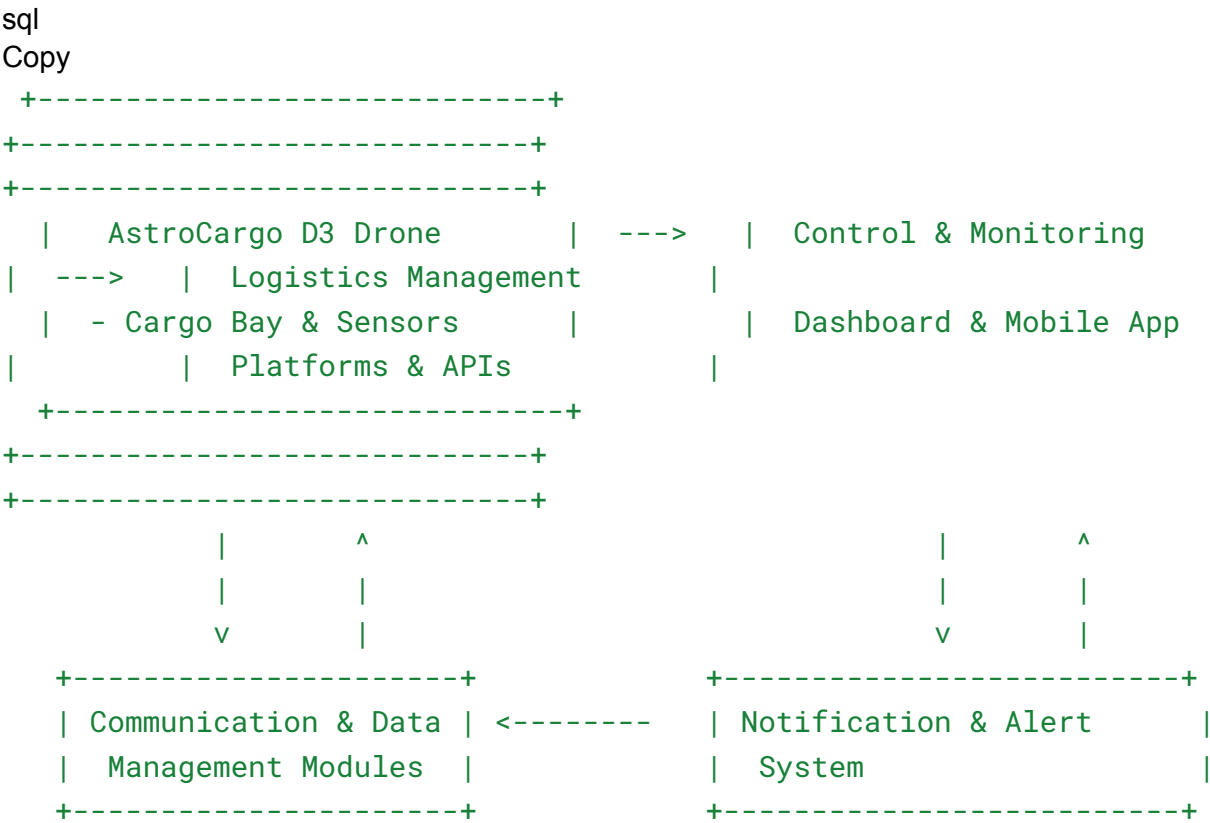 sql
Copy
 +-----------------------------+
+-----------------------------+
+-----------------------------+
  |   AstroCargo D3 Drone       |  --->   |  Control & Monitoring
|  --->   |  Logistics Management       |
  |  - Cargo Bay & Sensors      |         |  Dashboard & Mobile App
|         |  Platforms & APIs           |
  +-----------------------------+
+-----------------------------+
+-----------------------------+
            |       ^                                |       ^
            |       |                                |       |
            v       |                                v       |
   +----------------------+             +--------------------------+
   | Communication & Data | <--------   | Notification & Alert      |
   |  Management Modules  |             |  System                   |
   +----------------------+             +--------------------------+